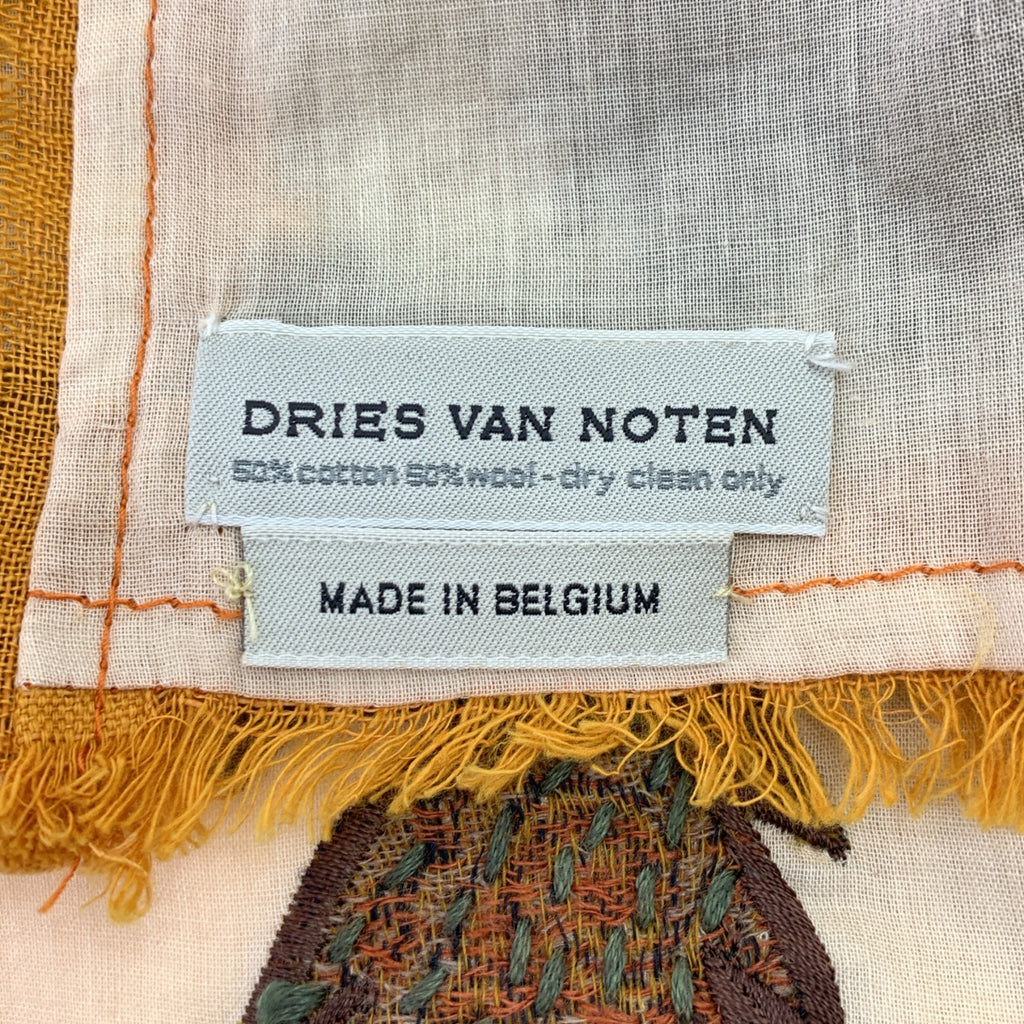 DRIES VAN NOTEN
50% cotton 50% wool - dry clean only
MADE IN BELGIUM